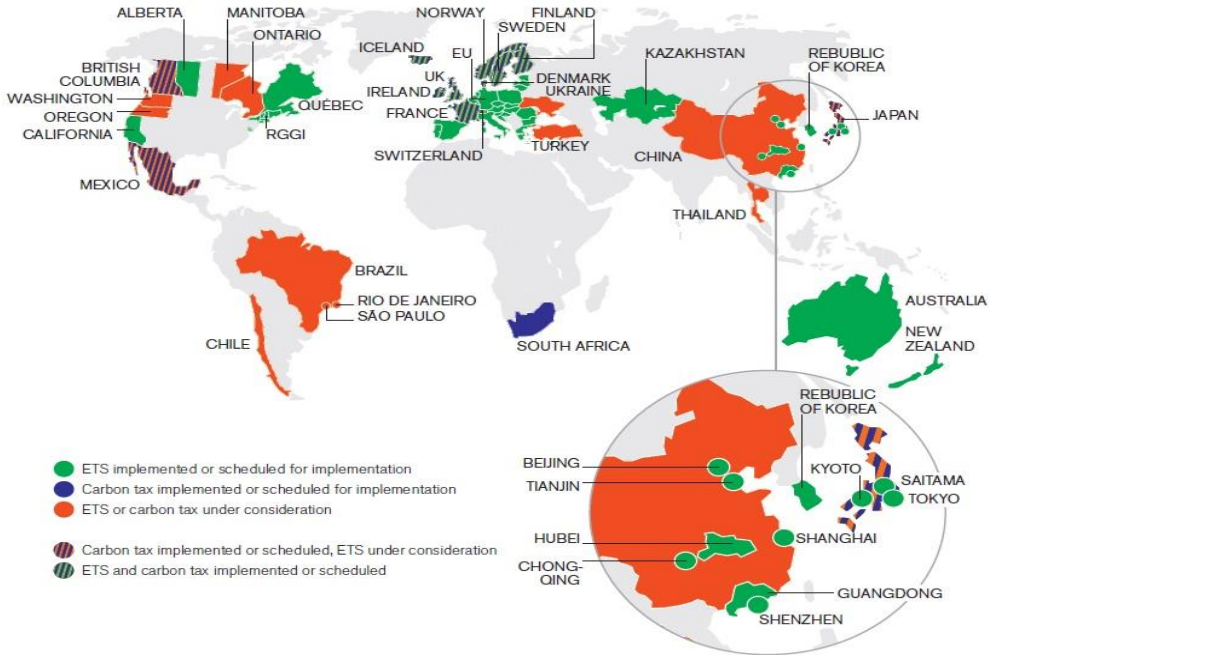 ALBERTA
MANITOBA
ONTARIO
BRITISH
COLUMBIA
WASHINGTON
OREGON
CALIFORNIA
QUÉBEC
RGGI
MEXICO
ICELAND
NORWAY
SWEDEN
FINLAND
EU
UK
IRELAND
FRANCE
DENMARK
UKRAINE
SWITZERLAND
TURKEY
KAZAKHSTAN
REBUBLIC
OF KOREA
JAPAN
CHINA
THAILAND
BRAZIL
RIO DE JANEIRO
SÃO PAULO
CHILE
SOUTH AFRICA
AUSTRALIA
NEW
ZEALAND
REBUBLIC
OF KOREA
BEIJING
TIANJIN
KYOTO
SAITAMA
TOKYO
HUBEI
SHANGHAI
CHONG-
QING
GUANGDONG
SHENZHEN
ETS implemented or scheduled for implementation
Carbon tax implemented or scheduled for implementation
ETS or carbon tax under consideration
Carbon tax implemented or scheduled, ETS under consideration
ETS and carbon tax implemented or scheduled